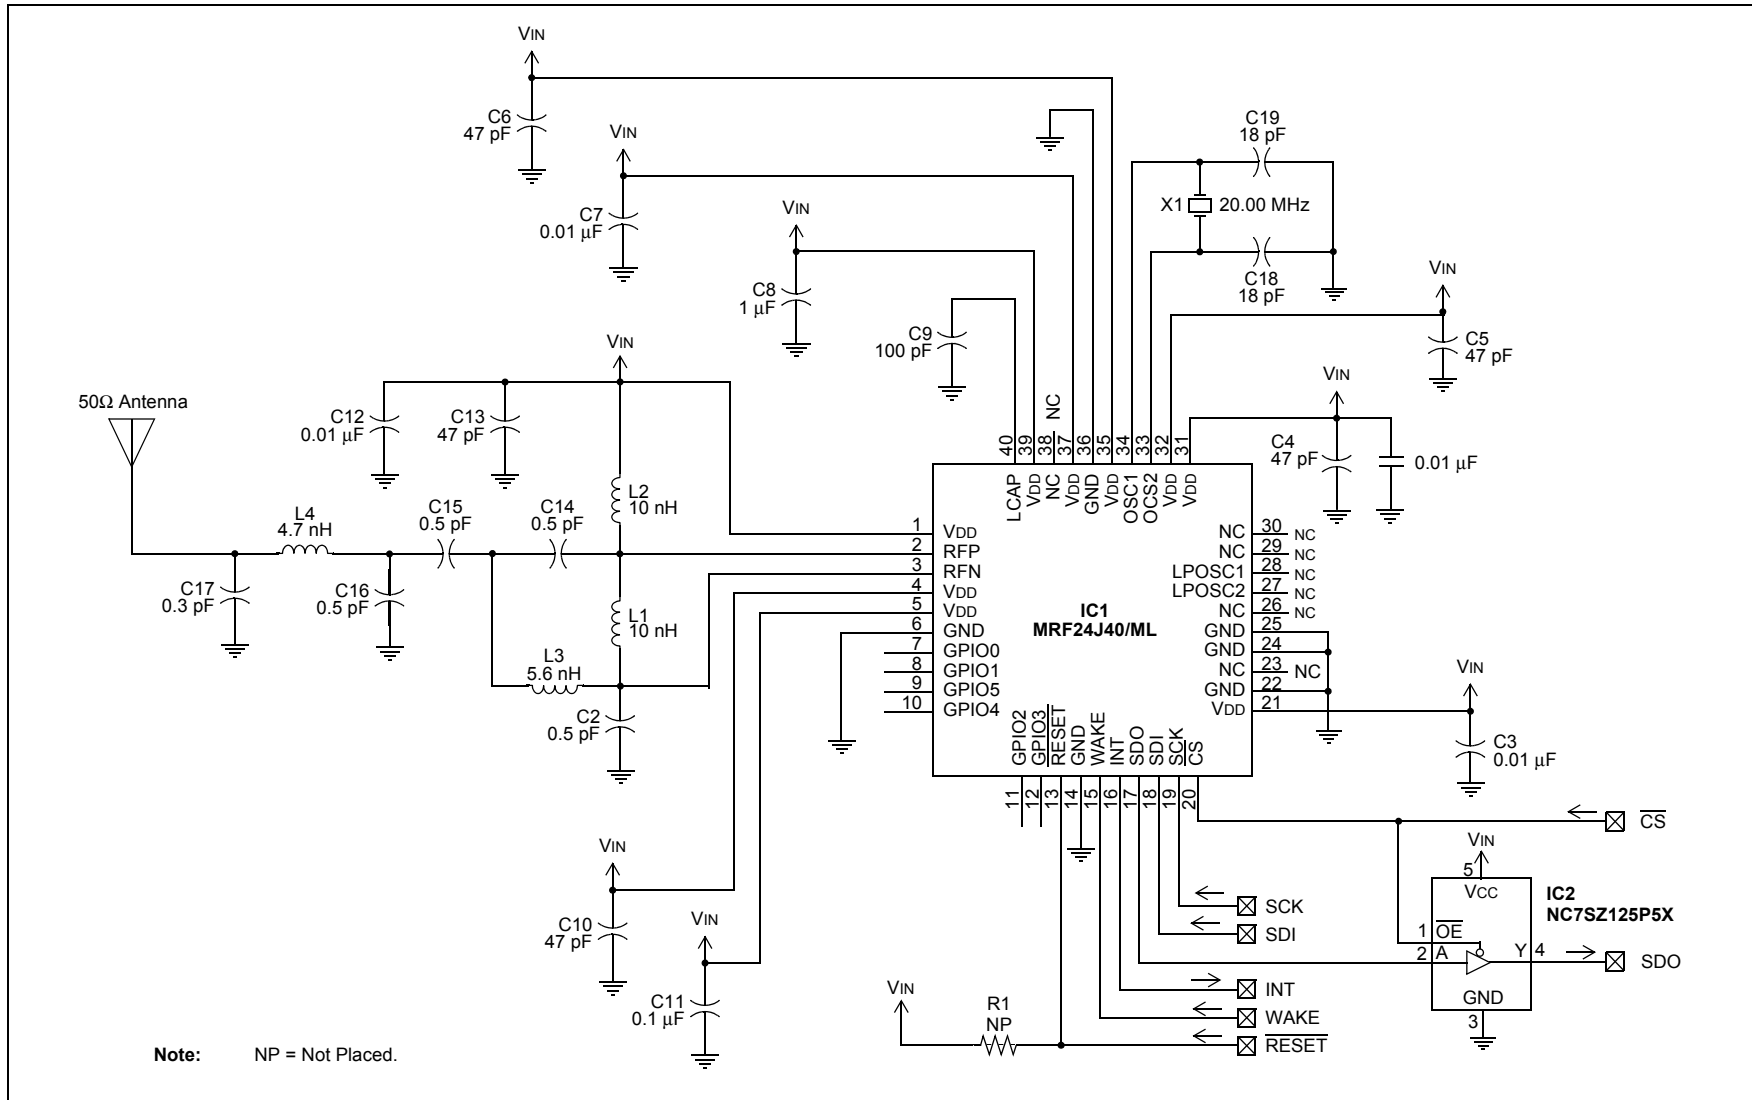 VIN
C6
47 pF
VIN
C7
0.01 µF
VIN
C8
1 µF
C9
100 pF
C19
18 pF
X1
20.00 MHz
C18
18 pF
VIN
C5
47 pF
VIN
C4
47 pF
0.01 µF
50Ω Antenna
VIN
C12
0.01 µF
C13
47 pF
L2
10 nH
L4
4.7 nH
C15
0.5 pF
C14
0.5 pF
C17
0.3 pF
C16
0.5 pF
L1
10 nH
L3
5.6 nH
C2
0.5 pF
NC
40
39
38
37
36
35
34
33
32
31
LCAP
VDD
NC
VDD
GND
VDD
OSC1
OCS2
VDD
VDD
1 VDD
2 RFP
3 RFN
4 VDD
5 VDD
6 GND
7 GPIO0
8 GPIO1
9 GPIO5
10 GPIO4
IC1
MRF24J40/ML
NC 30 NC
NC 29 NC
LPOSC1 28 NC
LPOSC2 27 NC
NC 26 NC
GND 25
GND 24
NC 23 NC
GND 22
VDD 21
GPIO2
GPIO3
RESET
GND
WAKE
INT
SDO
SDI
SCK
CS
11
12
13
14
15
16
17
18
19
20
VIN
C3
0.01 µF
CS
VIN
5
VCC
IC2
NC7SZ125P5X
1 OE
2 A
Y 4
GND
3
SDO
SCK
SDI
INT
WAKE
RESET
VIN
C10
47 pF
VIN
C11
0.1 µF
VIN
R1
NP
Note: NP = Not Placed.